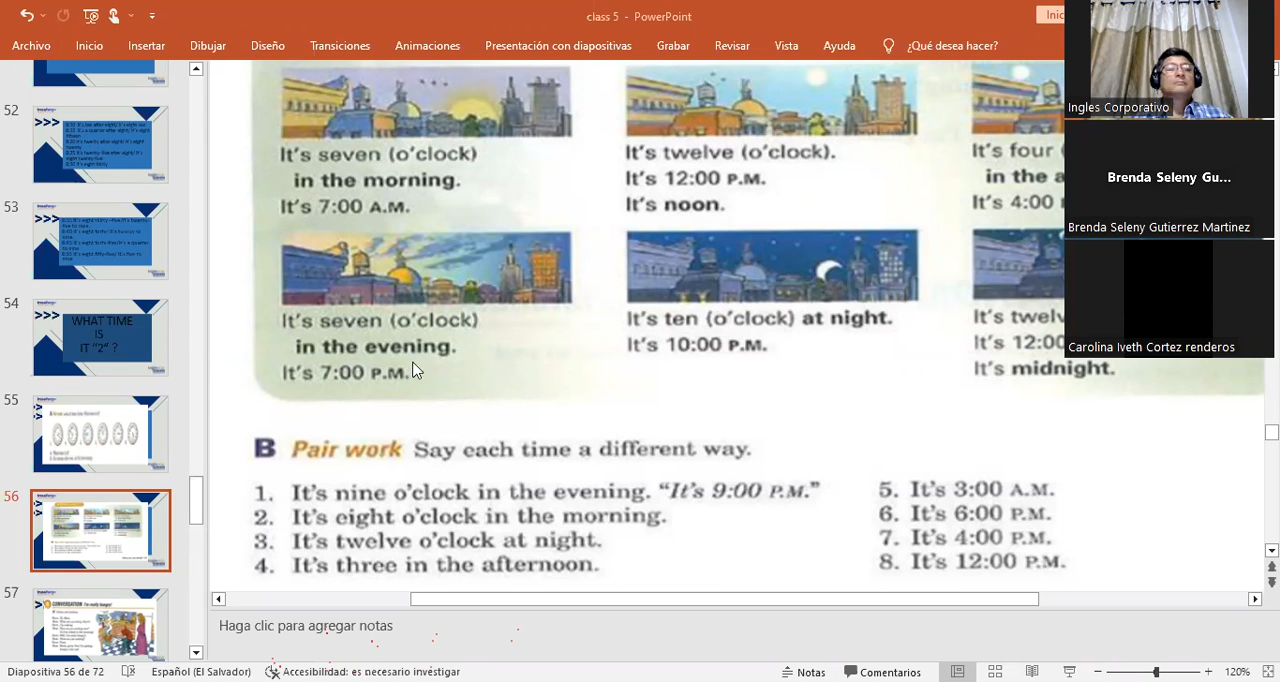 class 5 - PowerPoint
Inic
Archivo Inicio Insertar Dibujar Diseño Transiciones Animaciones Presentación con diapositivas Grabar Revisar Vista Ayuda ¿Qué desea hacer?
Ingles Corporativo
Brenda Seleny Gu...
Brenda Seleny Gutierrez Martinez
Carolina Iveth Cortez renderos
52
53
54
WHAT TIME
IS
IT "2" ?
55
56
57
CONVERSATION I'm really hungry!
It's seven (o'clock)
in the morning.
It's 7:00 A.M.
It's twelve (o'clock).
It's 12:00 P.M.
It's noon.
It's four (
in the a
It's 4:00
It's seven (o'clock)
in the evening.
It's 7:00 P.M.
It's ten (o'clock) at night.
It's 10:00 P.M.
It's twel
It's 12:00
It's midnight.
B Pair work Say each time a different way.
1. It's nine o'clock in the evening. "It's 9:00 P.M."
2. It's eight o'clock in the morning.
3. It's twelve o'clock at night.
4. It's three in the afternoon.
5. It's 3:00 A.M.
6. It's 6:00 P.M.
7. It's 4:00 P.M.
8. It's 12:00 P.M.
Haga clic para agregar notas
Diapositiva 56 de 72 Español (El Salvador) Accesibilidad: es necesario investigar Notas Comentarios 120%